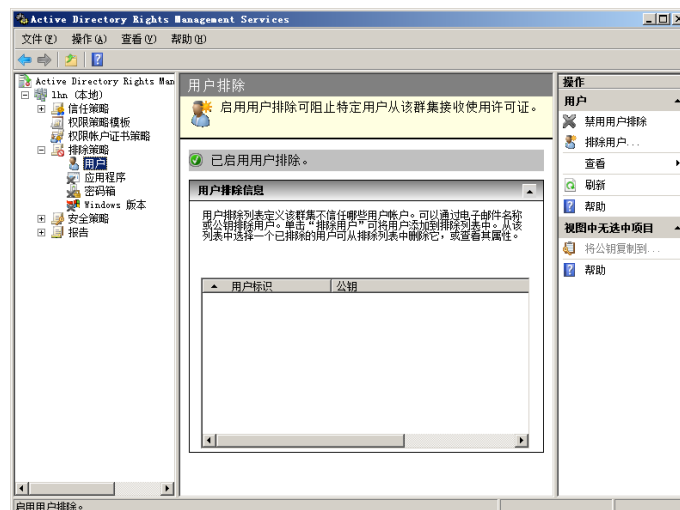 Active Directory Rights Management Services
文件(F) 操作(A) 查看(V) 帮助(H)
Active Directory Rights Man
lhn (本地)
信任策略
权限策略模板
权限帐户证书策略
排除策略
用户
应用程序
密码箱
Windows 版本
安全策略
报告
用户排除
启用用户排除可阻止特定用户从该群集接收使用许可证。
已启用用户排除。
用户排除信息
用户排除列表定义该群集不信任哪些用户帐户。可以通过电子邮件名称
或公钥排除用户。单击“排除用户”可将用户添加到排除列表中。从该
列表中选择一个已排除的用户可从排除列表中删除它，或查看其属性。
用户标识 公钥
操作
用户
禁用用户排除
排除用户...
查看
刷新
帮助
视图中无选中项目
将公钥复制到...
帮助
启用用户排除。